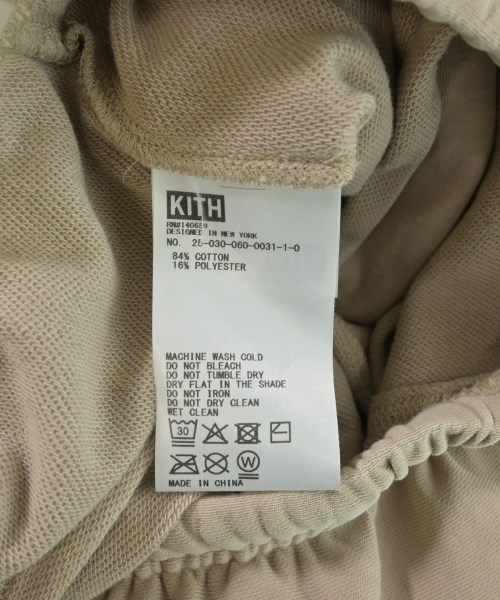 KITH
RN#140659
DESIGNED IN NEW YORK
NO. 25-030-060-0031-1-0
84% COTTON
16% POLYESTER
MACHINE WASH COLD
DO NOT BLEACH
DO NOT TUMBLE DRY
DRY FLAT IN THE SHADE
DO NOT IRON
DO NOT DRY CLEAN
WET CLEAN
30
W
MADE IN CHINA